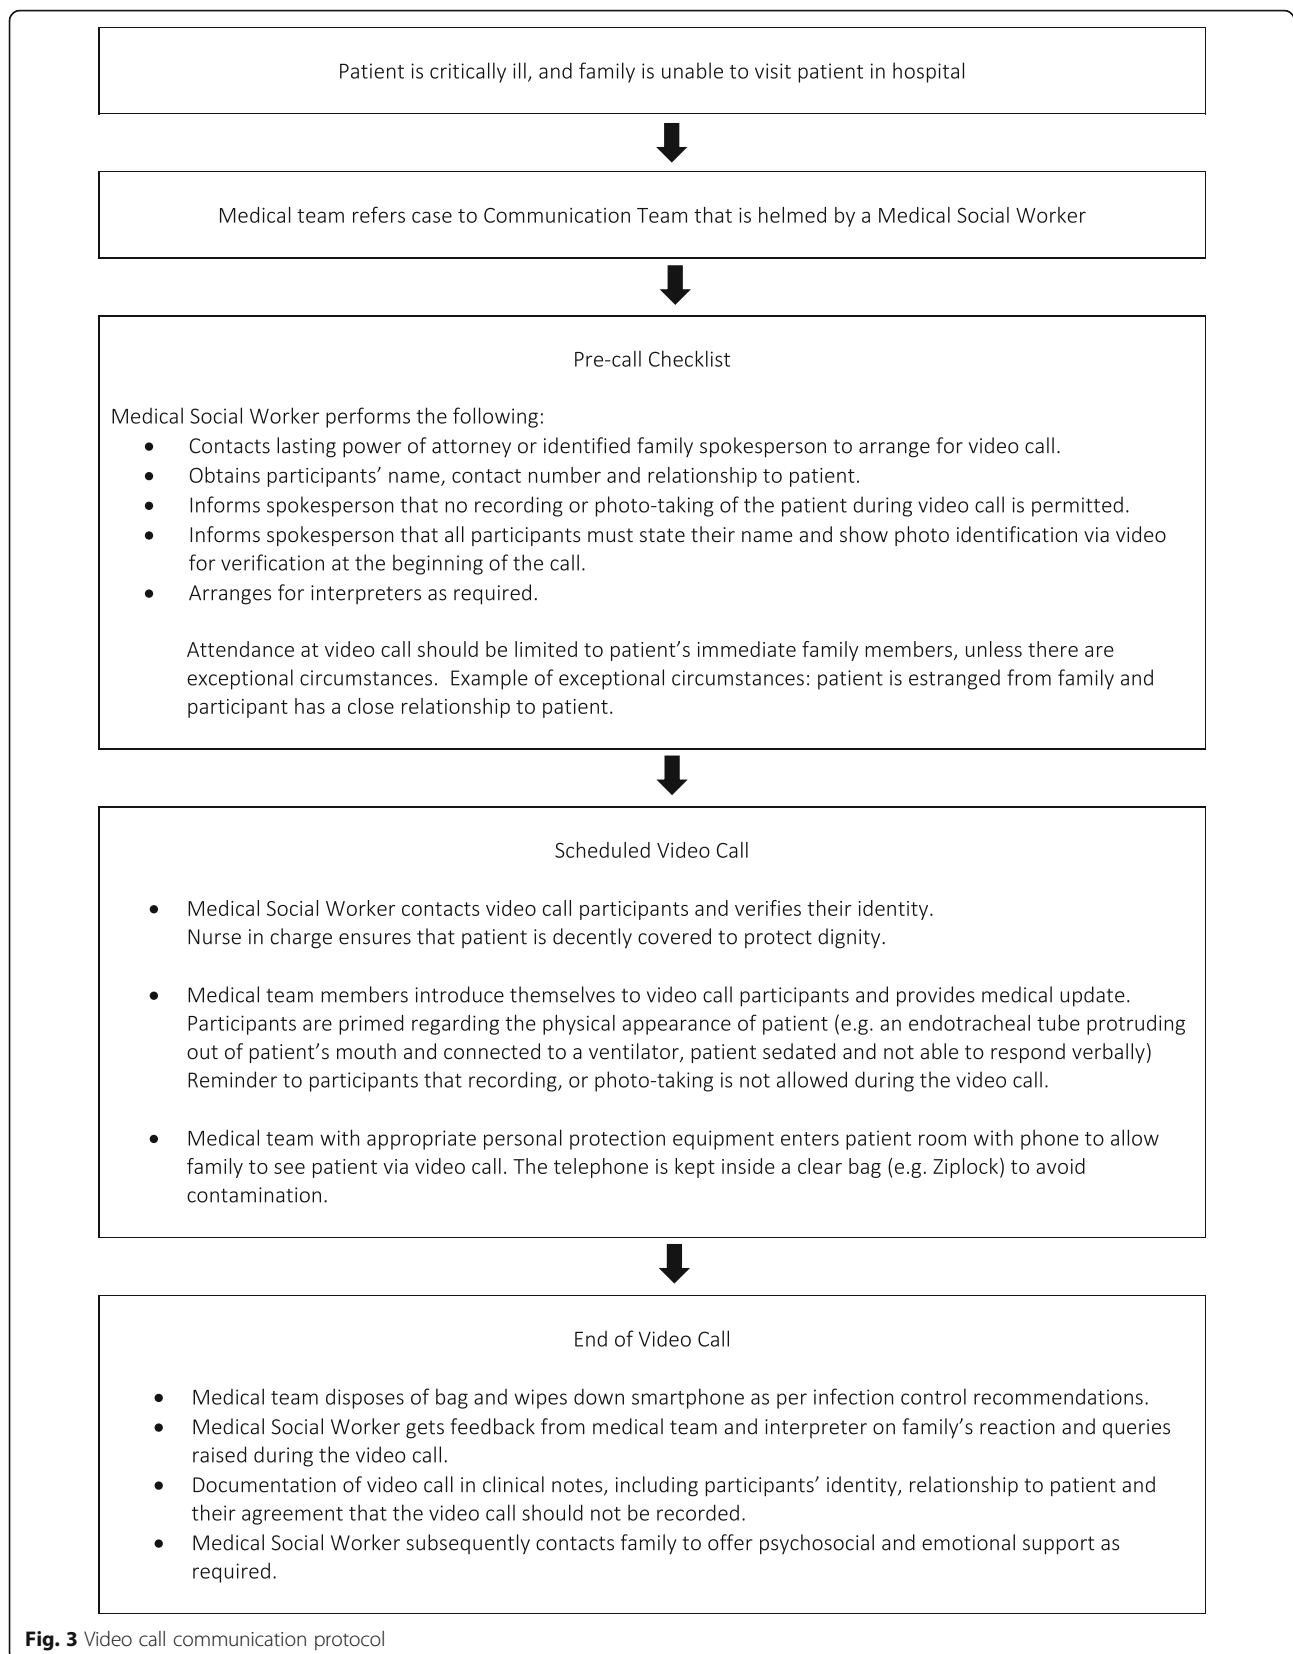 Patient is critically ill, and family is unable to visit patient in hospital
Medical team refers case to Communication Team that is helmed by a Medical Social Worker
Pre-call Checklist
Medical Social Worker performs the following:
• Contacts lasting power of attorney or identified family spokesperson to arrange for video call.
• Obtains participants’ name, contact number and relationship to patient.
• Informs spokesperson that no recording or photo-taking of the patient during video call is permitted.
• Informs spokesperson that all participants must state their name and show photo identification via video
for verification at the beginning of the call.
• Arranges for interpreters as required.
Attendance at video call should be limited to patient’s immediate family members, unless there are
exceptional circumstances.  Example of exceptional circumstances: patient is estranged from family and
participant has a close relationship to patient.
Scheduled Video Call
• Medical Social Worker contacts video call participants and verifies their identity.
Nurse in charge ensures that patient is decently covered to protect dignity.
• Medical team members introduce themselves to video call participants and provides medical update.
Participants are primed regarding the physical appearance of patient (e.g. an endotracheal tube protruding
out of patient’s mouth and connected to a ventilator, patient sedated and not able to respond verbally)
Reminder to participants that recording, or photo-taking is not allowed during the video call.
• Medical team with appropriate personal protection equipment enters patient room with phone to allow
family to see patient via video call. The telephone is kept inside a clear bag (e.g. Ziplock) to avoid
contamination.
End of Video Call
• Medical team disposes of bag and wipes down smartphone as per infection control recommendations.
• Medical Social Worker gets feedback from medical team and interpreter on family’s reaction and queries
raised during the video call.
• Documentation of video call in clinical notes, including participants’ identity, relationship to patient and
their agreement that the video call should not be recorded.
• Medical Social Worker subsequently contacts family to offer psychosocial and emotional support as
required.
Fig. 3 Video call communication protocol